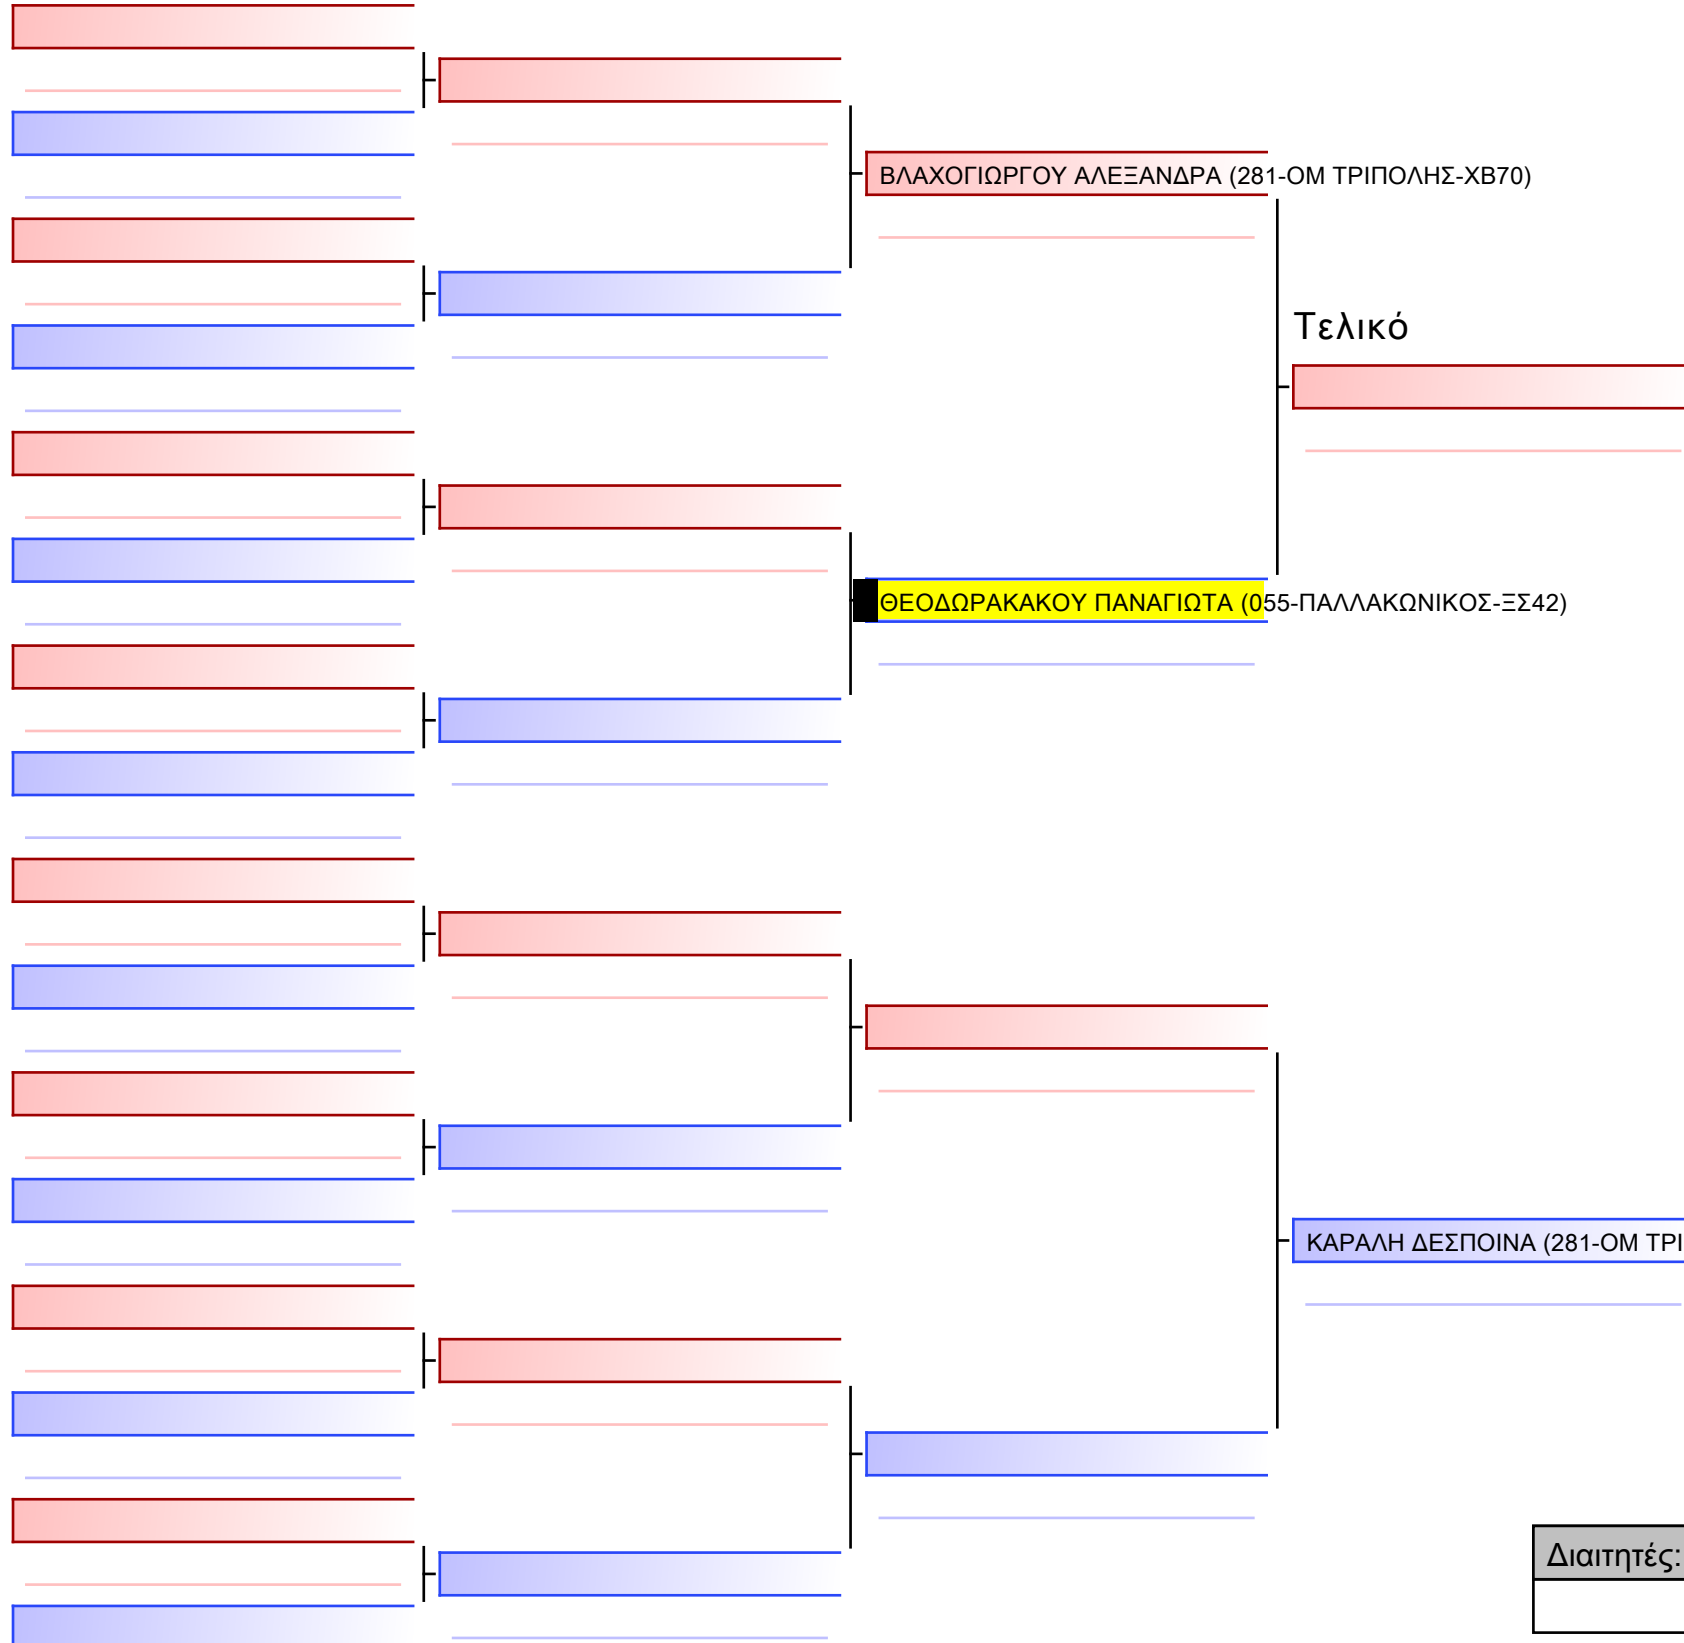 ΒΛΑΧΟΓΙΩΡΓΟΥ ΑΛΕΞΑΝΔΡΑ (281-ΟΜ ΤΡΙΠΟΛΗΣ-ΧΒ70)
Τελικό
ΘΕΟΔΩΡΑΚΑΚΟΥ ΠΑΝΑΓΙΩΤΑ (055-ΠΑΛΛΑΚΩΝΙΚΟΣ-ΞΣ42)
ΚΑΡΑΛΗ ΔΕΣΠΟΙΝΑ (281-ΟΜ ΤΡΙ
Διαιτητές: